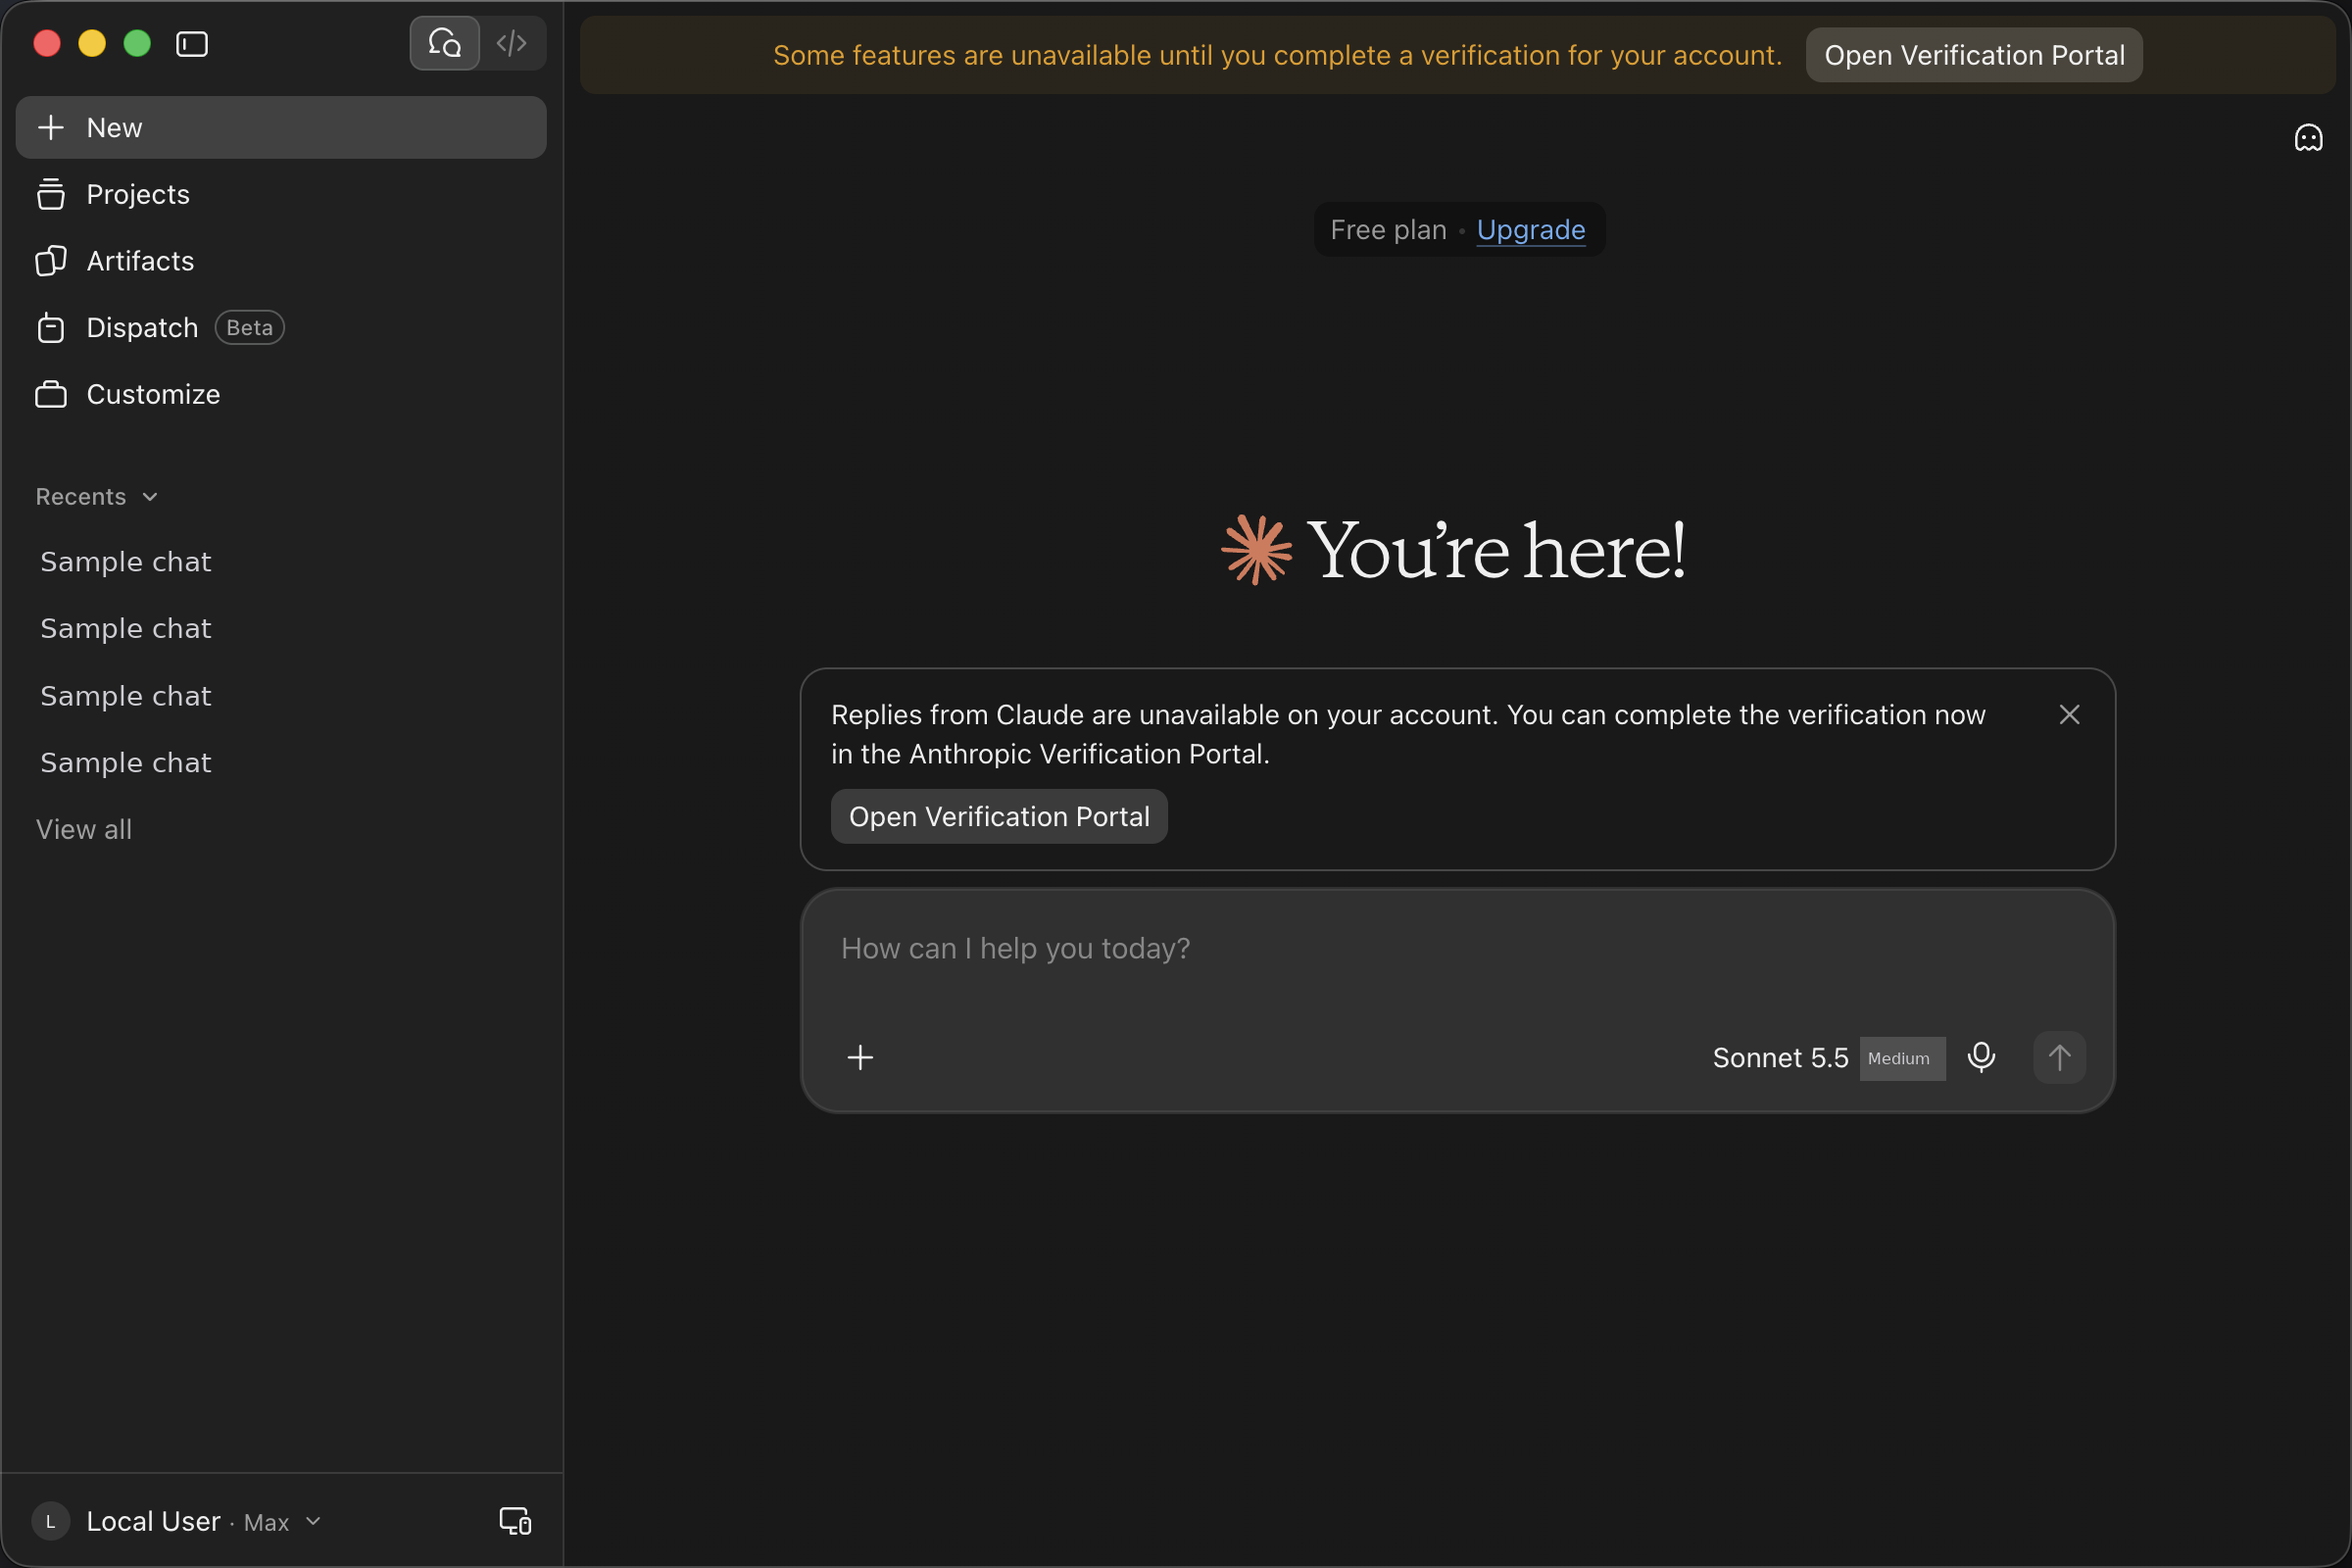 New
Projects
Artifacts
Dispatch Beta
Customize
Recents
Sample chat
Sample chat
Sample chat
Sample chat
View all
L Local User · Max
Some features are unavailable until you complete a verification for your account. Open Verification Portal
Free plan · Upgrade
You're here!
Replies from Claude are unavailable on your account. You can complete the verification now
in the Anthropic Verification Portal.
Open Verification Portal
How can I help you today?
Sonnet 5.5 Medium